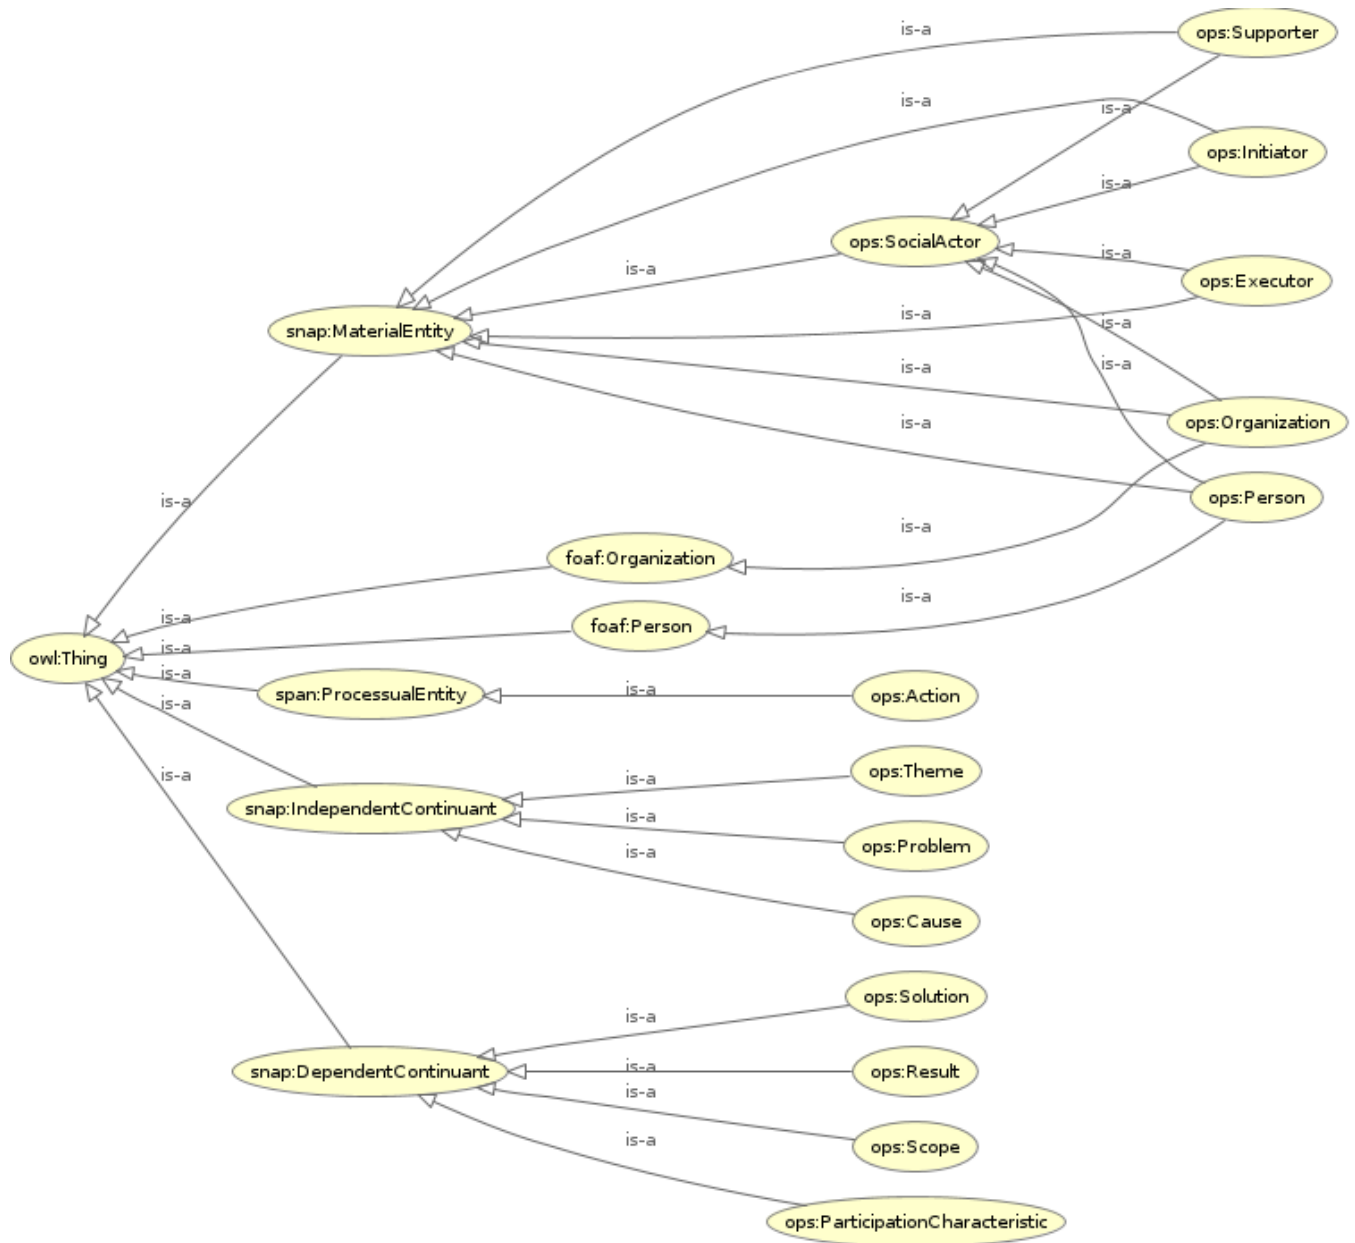 is-a
ops:Supporter
is-a
is-a
ops:Initiator
is-a
ops:SocialActor
is-a
is-a
ops:Executor
is-a
snap:MaterialEntity
is-a
is-a
is-a
ops:Organization
is-a
ops:Person
is-a
is-a
foaf:Organization
is-a
is-a
foaf:Person
is-a
owl:Thing
is-a
span:ProcessualEntity
is-a
ops:Action
is-a
is-a
ops:Theme
is-a
snap:IndependentContinuant
is-a
ops:Problem
is-a
ops:Cause
ops:Solution
is-a
snap:DependentContinuant
is-a
ops:Result
is-a
ops:Scope
is-a
ops:ParticipationCharacteristic